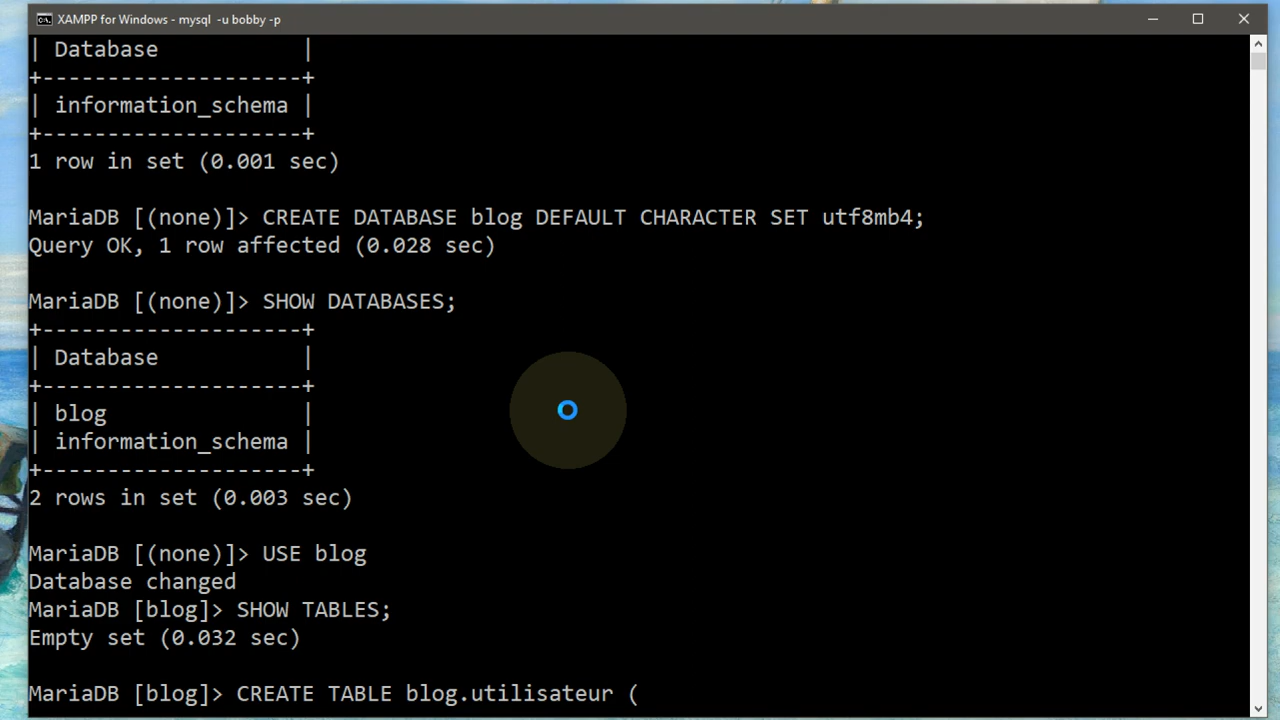 XAMPP for Windows - mysql -u bobby -p
| Database           |
+--------------------+
| information_schema |
+--------------------+
1 row in set (0.001 sec)
MariaDB [(none)]> CREATE DATABASE blog DEFAULT CHARACTER SET utf8mb4;
Query OK, 1 row affected (0.028 sec)
MariaDB [(none)]> SHOW DATABASES;
+--------------------+
| Database           |
+--------------------+
| blog               |
| information_schema |
+--------------------+
2 rows in set (0.003 sec)
MariaDB [(none)]> USE blog
Database changed
MariaDB [blog]> SHOW TABLES;
Empty set (0.032 sec)
MariaDB [blog]> CREATE TABLE blog.utilisateur (